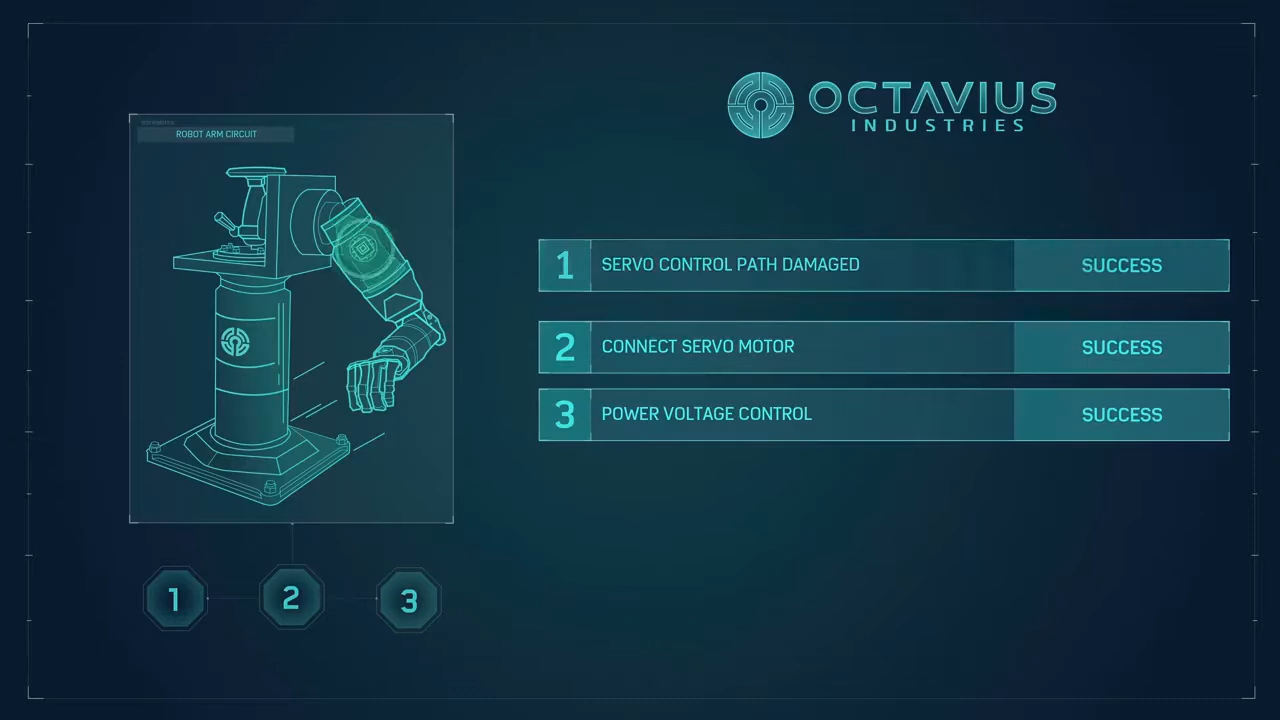 ROBOT ARM CIRCUIT
OCTAVIUS
INDUSTRIES
1 SERVO CONTROL PATH DAMAGED SUCCESS
2 CONNECT SERVO MOTOR SUCCESS
3 POWER VOLTAGE CONTROL SUCCESS
1 2 3